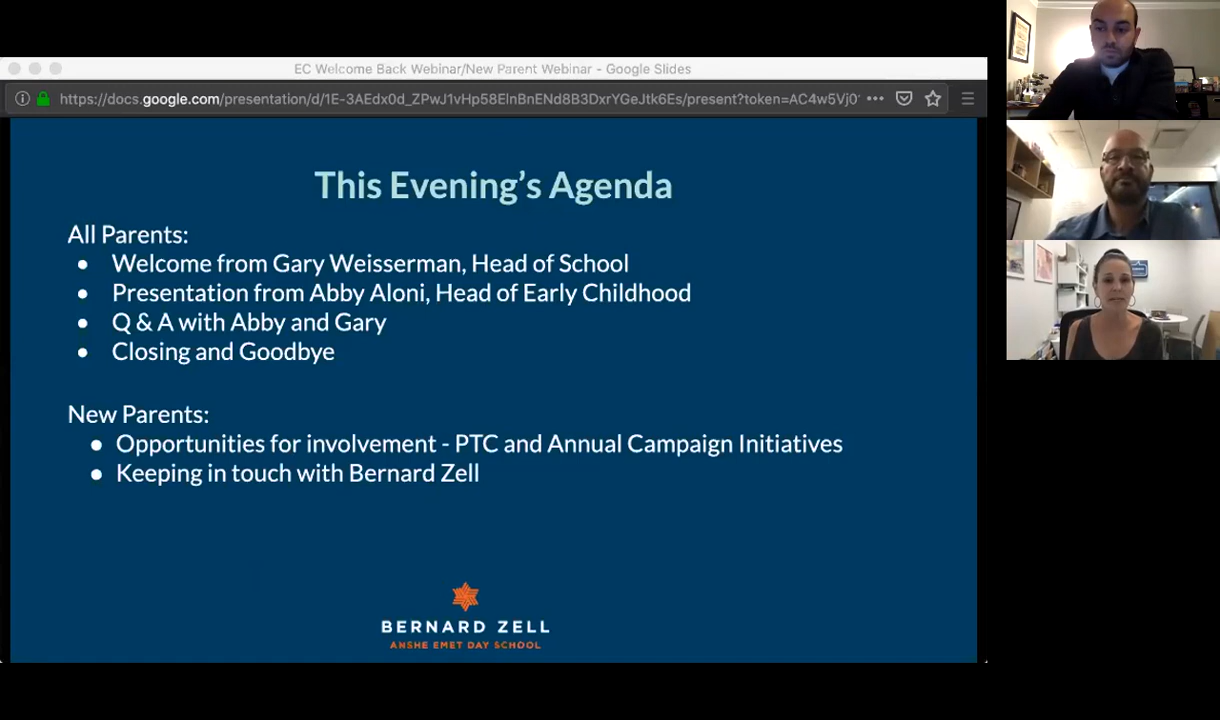 EC Welcome Back Webinar/New Parent Webinar - Google Slides
https://docs.google.com/presentation/d/1E-3AEdx0d_ZPwJ1vHp58ElnBnENd8B3DxrYGeJtk6Es/present?token=AC4w5Vj0
This Evening's Agenda
All Parents:
• Welcome from Gary Weisserman, Head of School
• Presentation from Abby Aloni, Head of Early Childhood
• Q & A with Abby and Gary
• Closing and Goodbye
New Parents:
• Opportunities for involvement - PTC and Annual Campaign Initiatives
• Keeping in touch with Bernard Zell
BERNARD ZELL
ANSHE EMET DAY SCHOOL